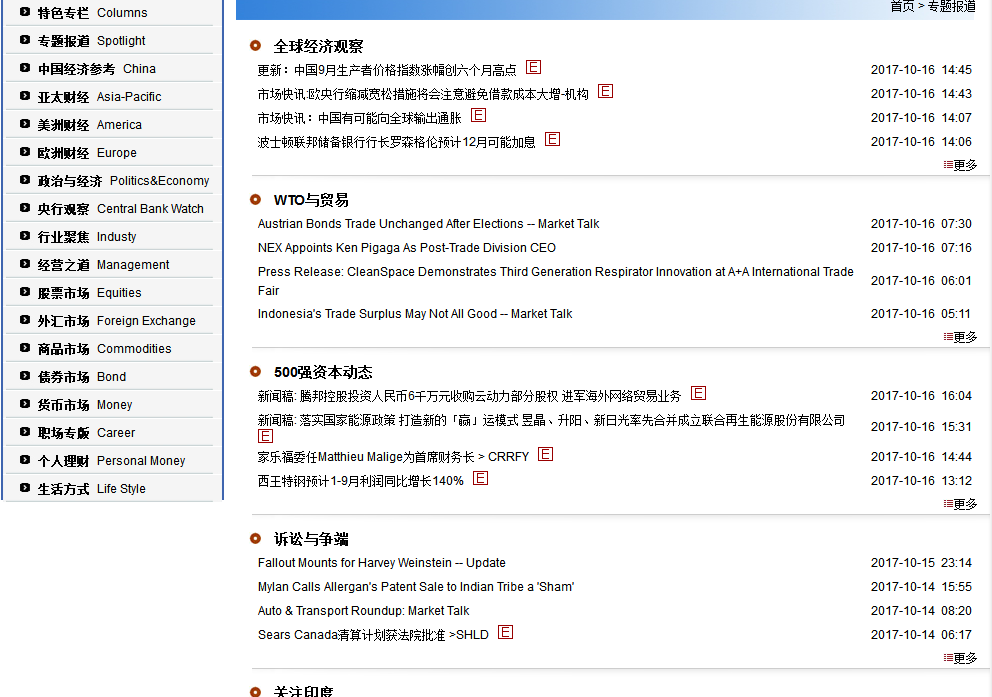 特色专栏 Columns
专题报道 Spotlight
中国经济参考 China
亚太财经 Asia-Pacific
美洲财经 America
欧洲财经 Europe
政治与经济 Politics&Economy
央行观察 Central Bank Watch
行业聚焦 Industy
经营之道 Management
股票市场 Equities
外汇市场 Foreign Exchange
商品市场 Commodities
债券市场 Bond
货币市场 Money
职场专版 Career
个人理财 Personal Money
生活方式 Life Style
首页 > 专题报道
全球经济观察
更新：中国9月生产者价格指数涨幅创六个月高点 E 2017-10-16 14:45
市场快讯:欧央行缩减宽松措施将会注意避免借款成本大增-机构 E 2017-10-16 14:43
市场快讯：中国有可能向全球输出通胀 E 2017-10-16 14:07
波士顿联邦储备银行行长罗森格伦预计12月可能加息 E 2017-10-16 14:06
更多
WTO与贸易
Austrian Bonds Trade Unchanged After Elections -- Market Talk 2017-10-16 07:30
NEX Appoints Ken Pigaga As Post-Trade Division CEO 2017-10-16 07:16
Press Release: CleanSpace Demonstrates Third Generation Respirator Innovation at A+A International Trade
Fair 2017-10-16 06:01
Indonesia's Trade Surplus May Not All Good -- Market Talk 2017-10-16 05:11
更多
500强资本动态
新闻稿: 腾邦控股投资人民币6千万元收购云动力部分股权 进军海外网络贸易业务 E 2017-10-16 16:04
新闻稿: 落实国家能源政策 打造新的「赢」运模式 昱晶、升阳、新日光率先合并成立联合再生能源股份有限公司
E 2017-10-16 15:31
家乐福委任Matthieu Malige为首席财务长 > CRRFY E 2017-10-16 14:44
西王特钢预计1-9月利润同比增长140% E 2017-10-16 13:12
更多
诉讼与争端
Fallout Mounts for Harvey Weinstein -- Update 2017-10-15 23:14
Mylan Calls Allergan's Patent Sale to Indian Tribe a 'Sham' 2017-10-14 15:55
Auto & Transport Roundup: Market Talk 2017-10-14 08:20
Sears Canada清算计划获法院批准 >SHLD E 2017-10-14 06:17
更多
关注印度